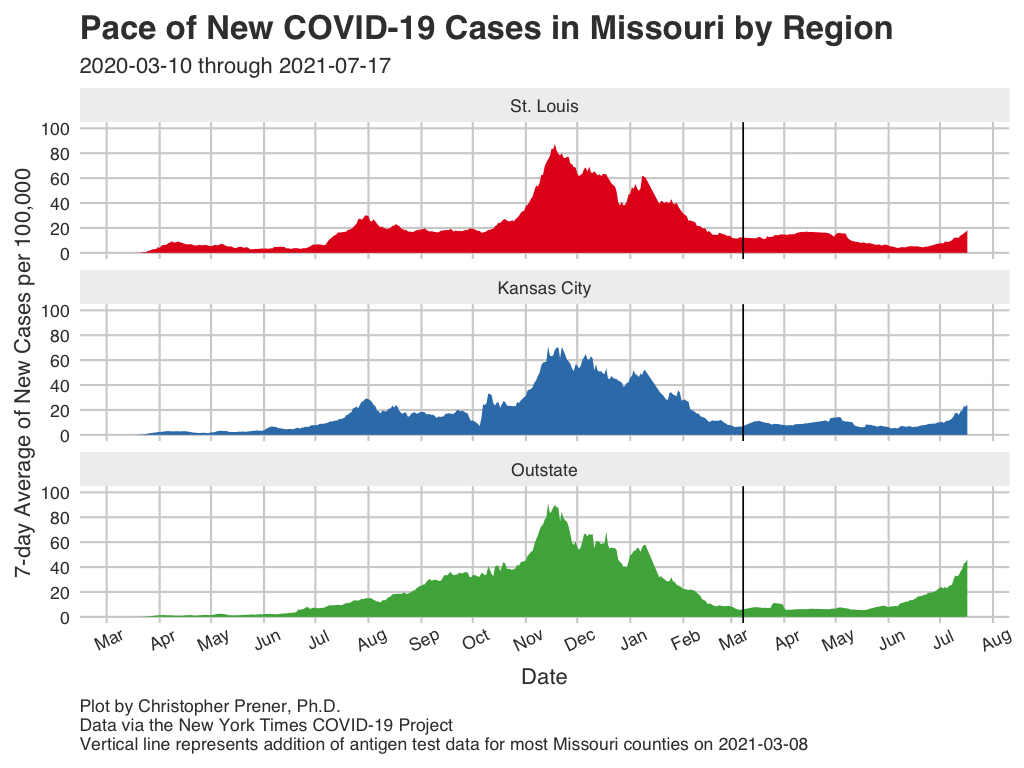 Pace of New COVID-19 Cases in Missouri by Region
2020-03-10 through 2021-07-17
7-day Average of New Cases per 100,000
St. Louis
100
80
60
40
20
0
Kansas City
100
80
60
40
20
0
Outstate
100
80
60
40
20
0
Mar Apr May Jun Jul Aug Sep Oct Nov Dec Jan Feb Mar Apr May Jun Jul Aug
Date
Plot by Christopher Prener, Ph.D.
Data via the New York Times COVID-19 Project
Vertical line represents addition of antigen test data for most Missouri counties on 2021-03-08